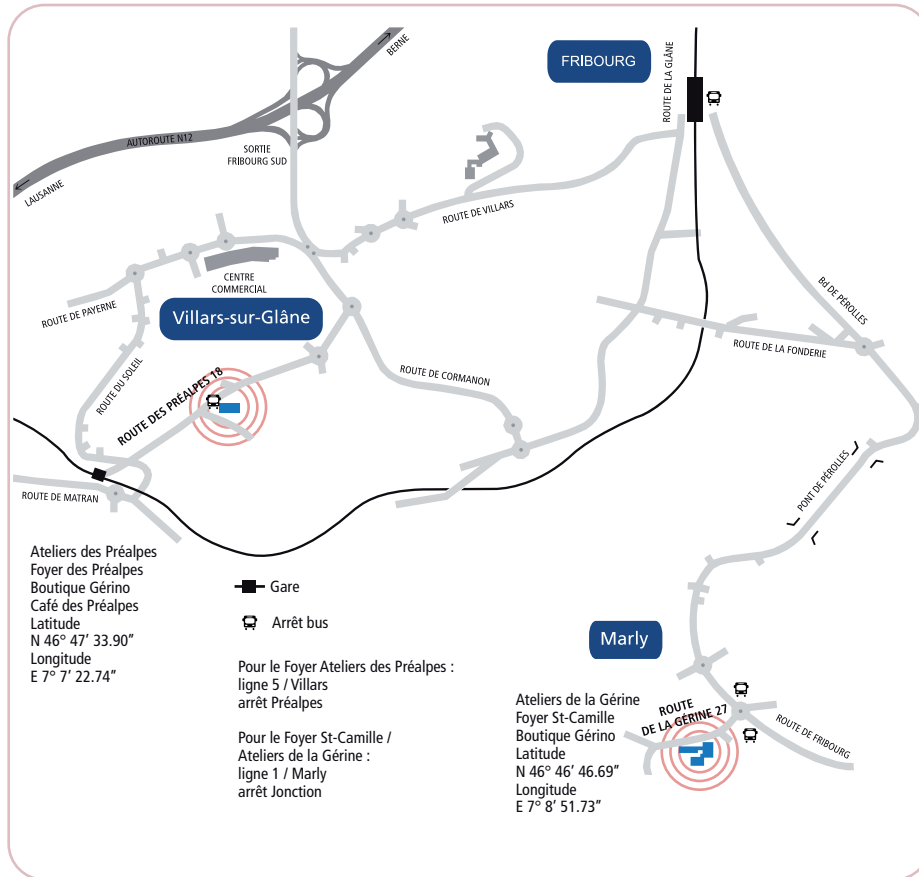 BERNE
FRIBOURG
ROUTE DE LA GLÂNE
AUTOROUTE N12
SORTIE
FRIBOURG SUD
LAUSANNE
ROUTE DE VILLARS
CENTRE
COMMERCIAL
ROUTE DE PAYERNE
Villars-sur-Glâne
Bd DE PÉROLLES
ROUTE DE LA FONDERIE
ROUTE DU SOLEIL
ROUTE DES PRÉALPES 18
ROUTE DE CORMANON
PONT DE PÉROLLES
ROUTE DE MATRAN
Ateliers des Préalpes
Foyer des Préalpes
Boutique Gérino
Café des Préalpes
Latitude
N 46° 47’ 33.90”
Longitude
E 7° 7’ 22.74”
Gare
Arrêt bus
Pour le Foyer Ateliers des Préalpes :
ligne 5 / Villars
arrêt Préalpes
Pour le Foyer St-Camille /
Ateliers de la Gérine :
ligne 1 / Marly
arrêt Jonction
Marly
Ateliers de la Gérine
Foyer St-Camille
Boutique Gérino
Latitude
N 46° 46’ 46.69”
Longitude
E 7° 8’ 51.73”
ROUTE
DE LA GÉRINE 27
ROUTE DE FRIBOURG